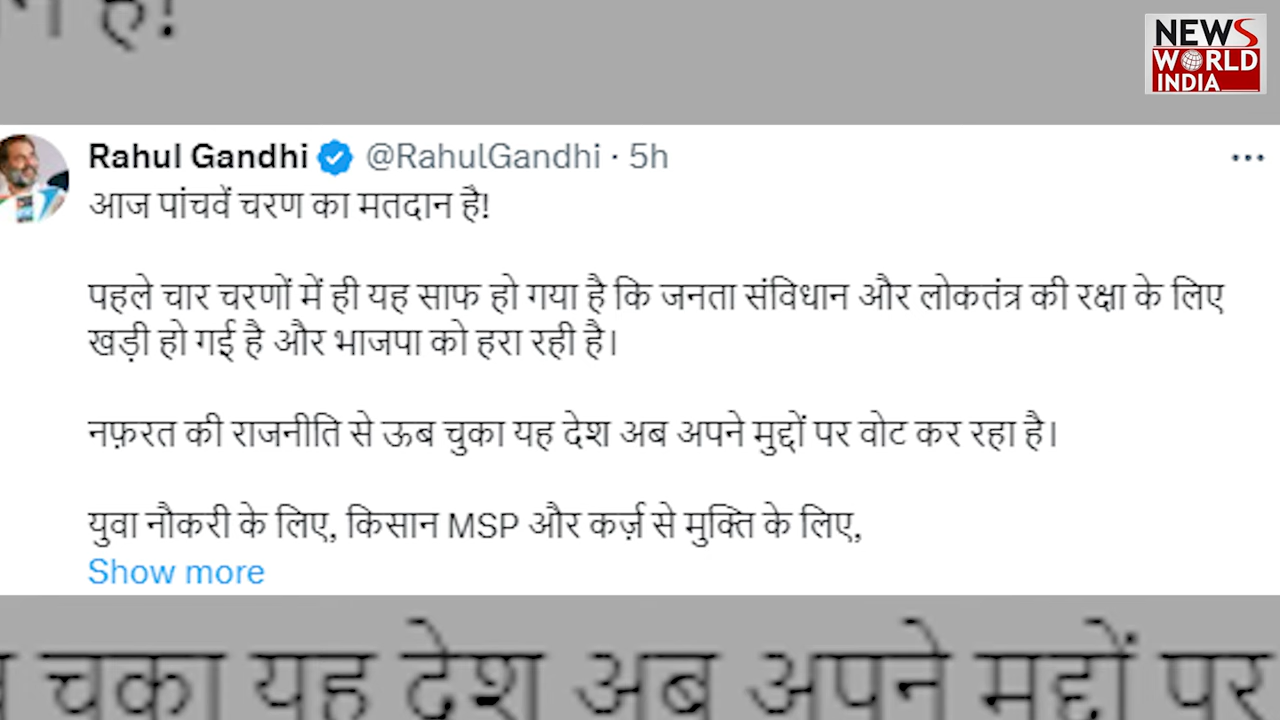 न है!
NEWS
WORLD
INDIA
Rahul Gandhi @RahulGandhi · 5h
आज पांचवें चरण का मतदान है!
पहले चार चरणों में ही यह साफ हो गया है कि जनता संविधान और लोकतंत्र की रक्षा के लिए
खड़ी हो गई है और भाजपा को हरा रही है।
नफ़रत की राजनीति से ऊब चुका यह देश अब अपने मुद्दों पर वोट कर रहा है।
युवा नौकरी के लिए, किसान MSP और कर्ज़ से मुक्ति के लिए,
Show more
चुका यह देश अब अपने मुद्दों पर